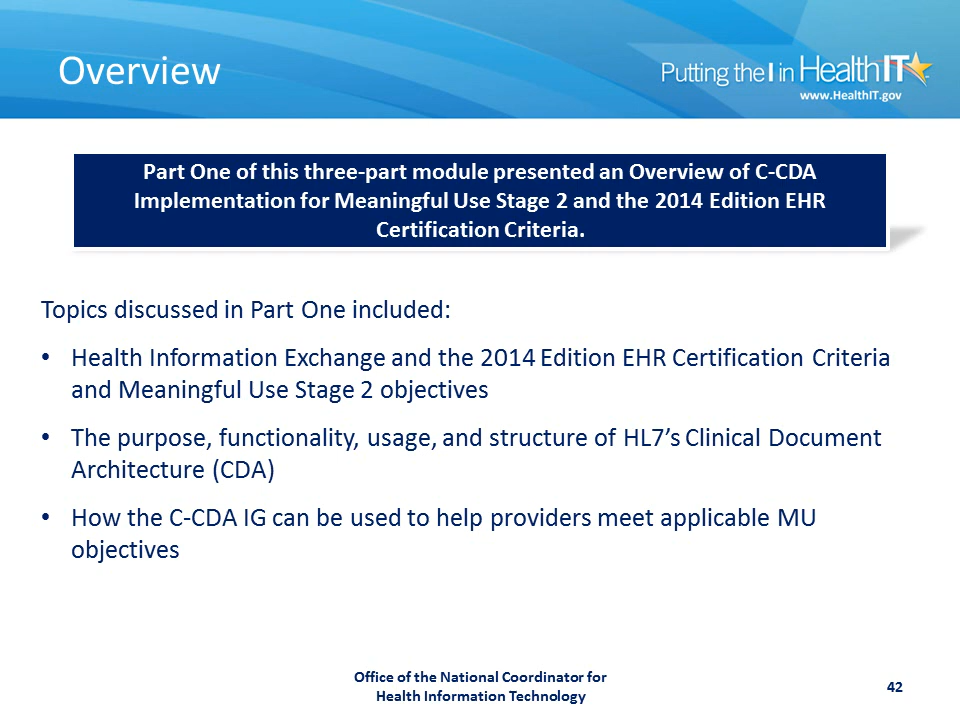 Overview
Putting the I in HealthIT
www.HealthIT.gov
Part One of this three-part module presented an Overview of C-CDA
Implementation for Meaningful Use Stage 2 and the 2014 Edition EHR
Certification Criteria.
Topics discussed in Part One included:
• Health Information Exchange and the 2014 Edition EHR Certification Criteria
and Meaningful Use Stage 2 objectives
• The purpose, functionality, usage, and structure of HL7’s Clinical Document
Architecture (CDA)
• How the C-CDA IG can be used to help providers meet applicable MU
objectives
Office of the National Coordinator for
Health Information Technology
42